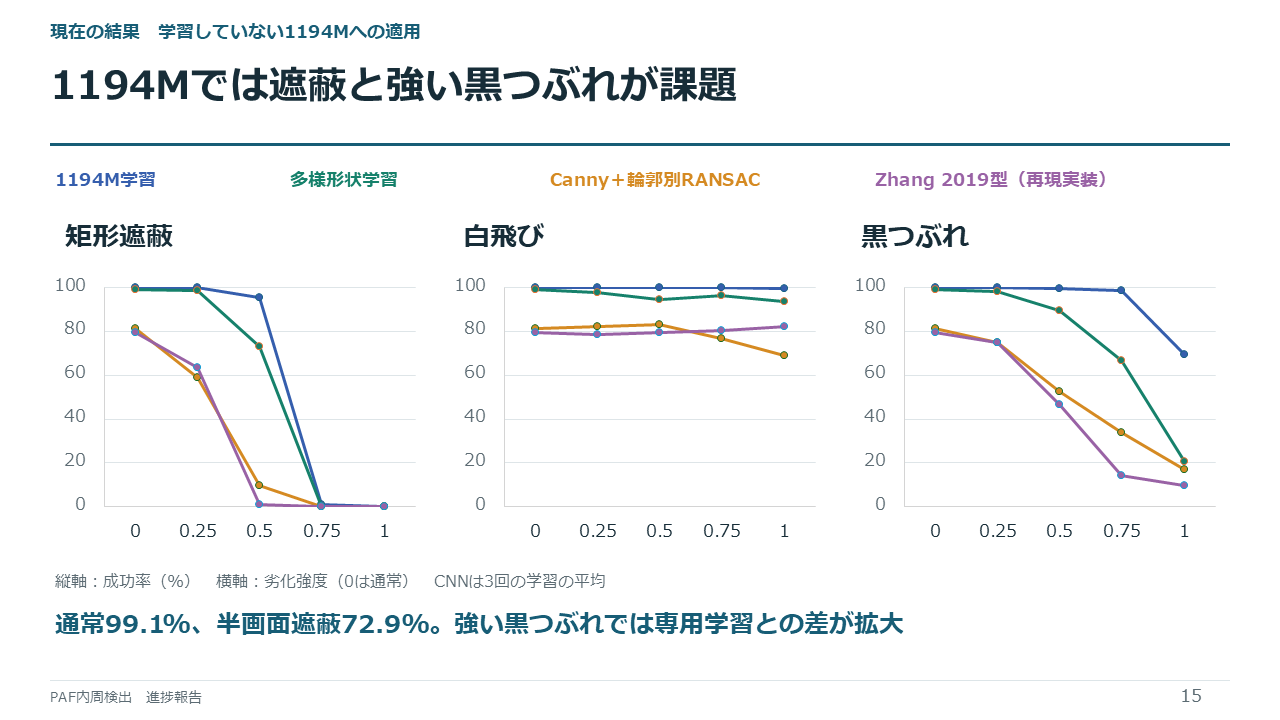 現在の結果　学習していない1194Mへの適用
1194Mでは遮蔽と強い黒つぶれが課題
1194M学習
多様形状学習
Canny＋輪郭別RANSAC
Zhang 2019型（再現実装）
矩形遮蔽
100
80
60
40
20
0
0 0.25 0.5 0.75 1
白飛び
100
80
60
40
20
0
0 0.25 0.5 0.75 1
黒つぶれ
100
80
60
40
20
0
0 0.25 0.5 0.75 1
縦軸：成功率（％）　横軸：劣化強度（0は通常）　CNNは3回の学習の平均
通常99.1％、半画面遮蔽72.9％。強い黒つぶれでは専用学習との差が拡大
PAF内周検出　進捗報告
15